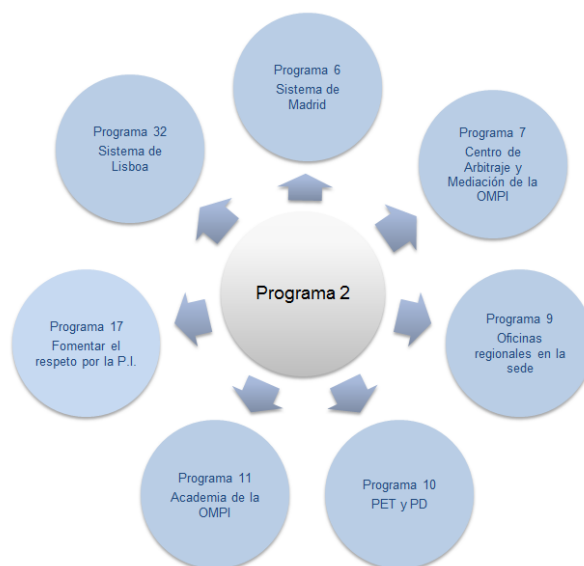 Programa 6
Sistema de
Madrid
Programa 32
Sistema de
Lisboa
Programa 7
Centro de
Arbitraje y
Mediación de la
OMPI
Programa 2
Programa 17
Fomentar el
respeto por la P.I.
Programa 9
Oficinas
regionales en la
sede
Programa 11
Academia de la
OMPI
Programa 10
PET y PD